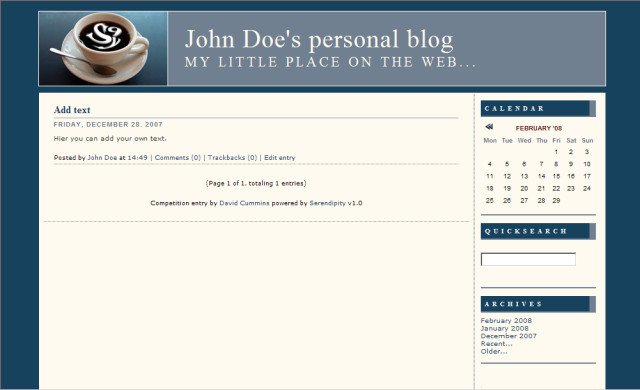 John Doe's personal blog
MY LITTLE PLACE ON THE WEB...
Add text
FRIDAY, DECEMBER 28. 2007
Hier you can add your own text.
Posted by John Doe at 14:49 | Comments (0) | Trackbacks (0) | Edit entry
(Page 1 of 1, totaling 1 entries)
Competition entry by David Cummins powered by Serendipity v1.0
CALENDAR
FEBRUARY '08
Mon Tue Wed Thu Fri Sat Sun
1 2 3
4 5 6 7 8 9 10
11 12 13 14 15 16 17
18 19 20 21 22 23 24
25 26 27 28 29
QUICKSEARCH
ARCHIVES
February 2008
January 2008
December 2007
Recent...
Older...